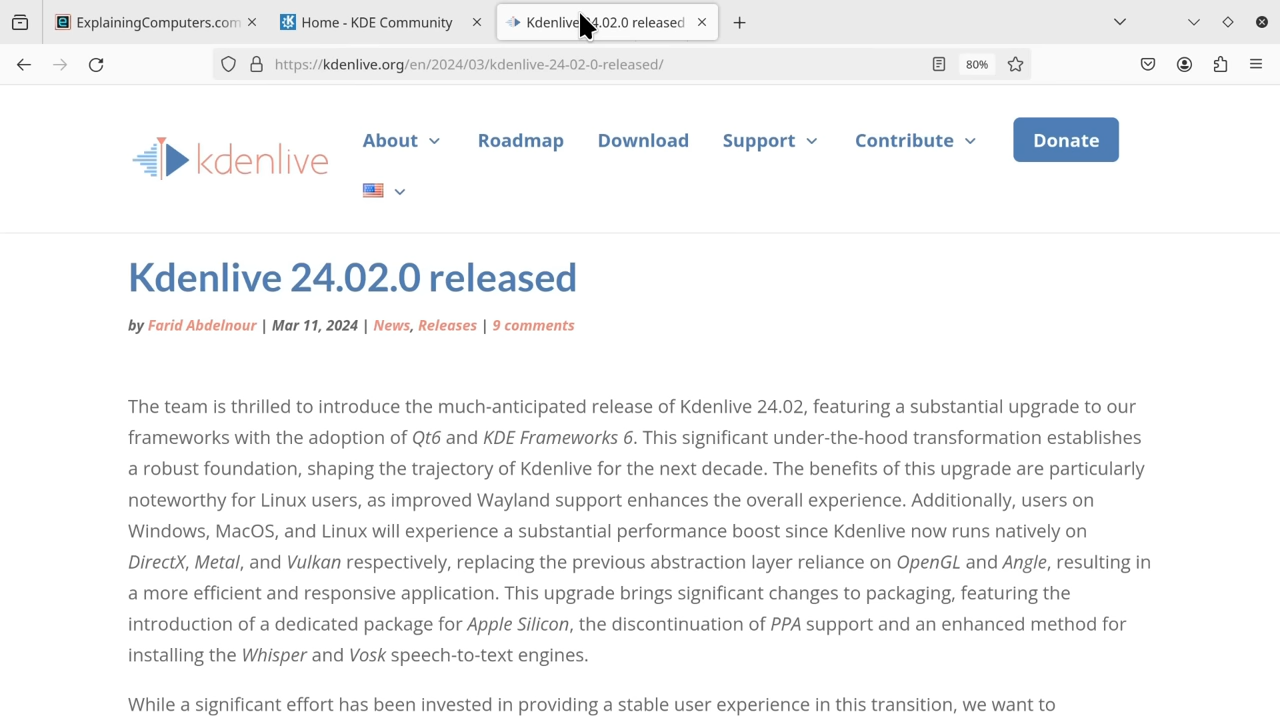 ExplainingComputers.com
Home - KDE Community
Kdenlive 24.02.0 released
https://kdenlive.org/en/2024/03/kdenlive-24-02-0-released/
80%
kdenlive
About
Roadmap
Download
Support
Contribute
Donate
Kdenlive 24.02.0 released
by Farid Abdelnour | Mar 11, 2024 | News, Releases | 9 comments
The team is thrilled to introduce the much-anticipated release of Kdenlive 24.02, featuring a substantial upgrade to our
frameworks with the adoption of Qt6 and KDE Frameworks 6. This significant under-the-hood transformation establishes
a robust foundation, shaping the trajectory of Kdenlive for the next decade. The benefits of this upgrade are particularly
noteworthy for Linux users, as improved Wayland support enhances the overall experience. Additionally, users on
Windows, MacOS, and Linux will experience a substantial performance boost since Kdenlive now runs natively on
DirectX, Metal, and Vulkan respectively, replacing the previous abstraction layer reliance on OpenGL and Angle, resulting in
a more efficient and responsive application. This upgrade brings significant changes to packaging, featuring the
introduction of a dedicated package for Apple Silicon, the discontinuation of PPA support and an enhanced method for
installing the Whisper and Vosk speech-to-text engines.
While a significant effort has been invested in providing a stable user experience in this transition, we want to